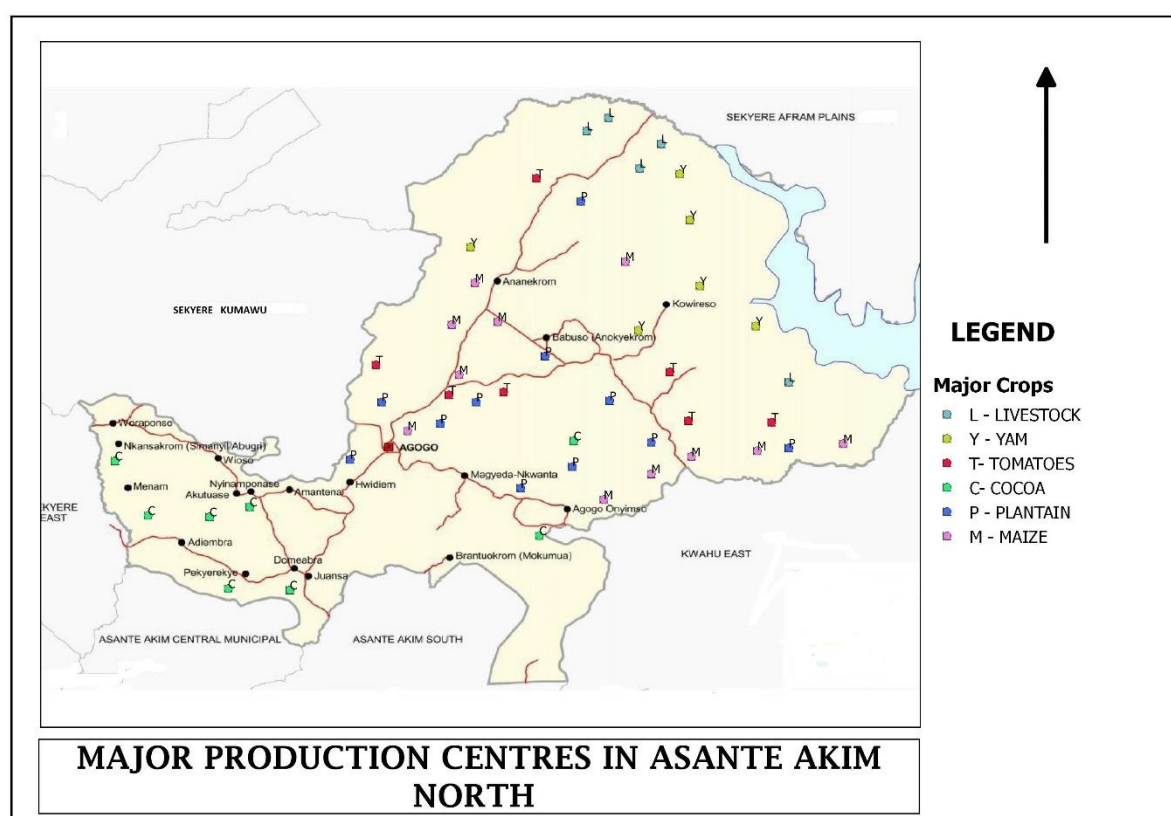 SEKYERE AFRAM PLAINS
L
L
L
L
Y
T
P
Y
Y
M
M
Ananekrom
Y
SEKYERE KUMAWU
Kowireso
M
M
Y
Y
Babuso (Anokyekrom)
P
T
M
T
L
T
T
P
P
P
P
M
T
T
Woraponso
Nkansakrom (Simanyi Abugri)
C
Wioso
P
AGOGO
C
P
M
M
P
M
P
M
Menam
Nyinamponase
Akutuase
C
Amantena
Hwidiem
Magyeda-Nkwanta
P
M
Agogo Onyimso
EKYERE
EAST
C
C
Adiembra
C
Brantuokrom (Mokumua)
KWAHU EAST
Domeabra
Pekyerekye
Juansa
C
C
ASANTE AKIM CENTRAL MUNICIPAL
ASANTE AKIM SOUTH
LEGEND
Major Crops
L - LIVESTOCK
Y - YAM
T- TOMATOES
C- COCOA
P - PLANTAIN
M - MAIZE
MAJOR PRODUCTION CENTRES IN ASANTE AKIM
NORTH